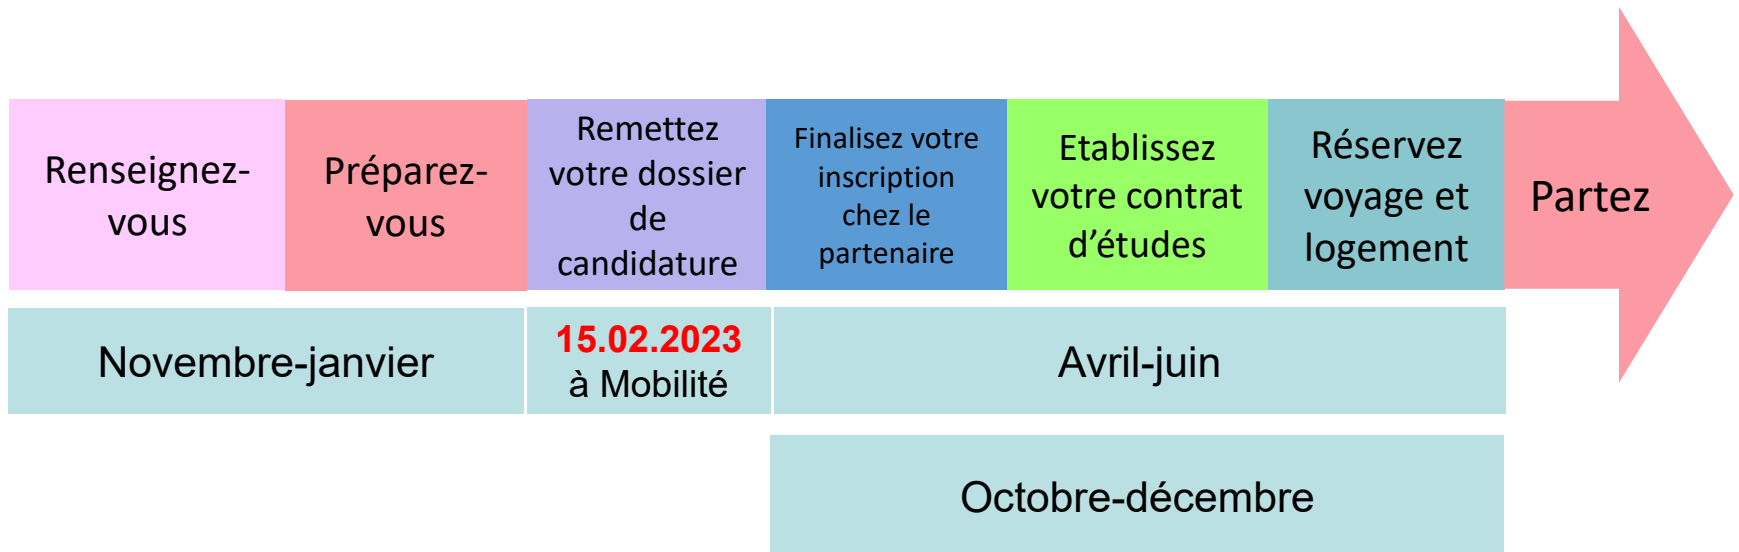 Renseignez-
vous
Préparez-
vous
Remettez
votre dossier
de
candidature
Finalisez votre
inscription
chez le
partenaire
Etablissez
votre contrat
d’études
Réservez
voyage et
logement
Partez
Novembre-janvier
15.02.2023
à Mobilité
Avril-juin
Octobre-décembre